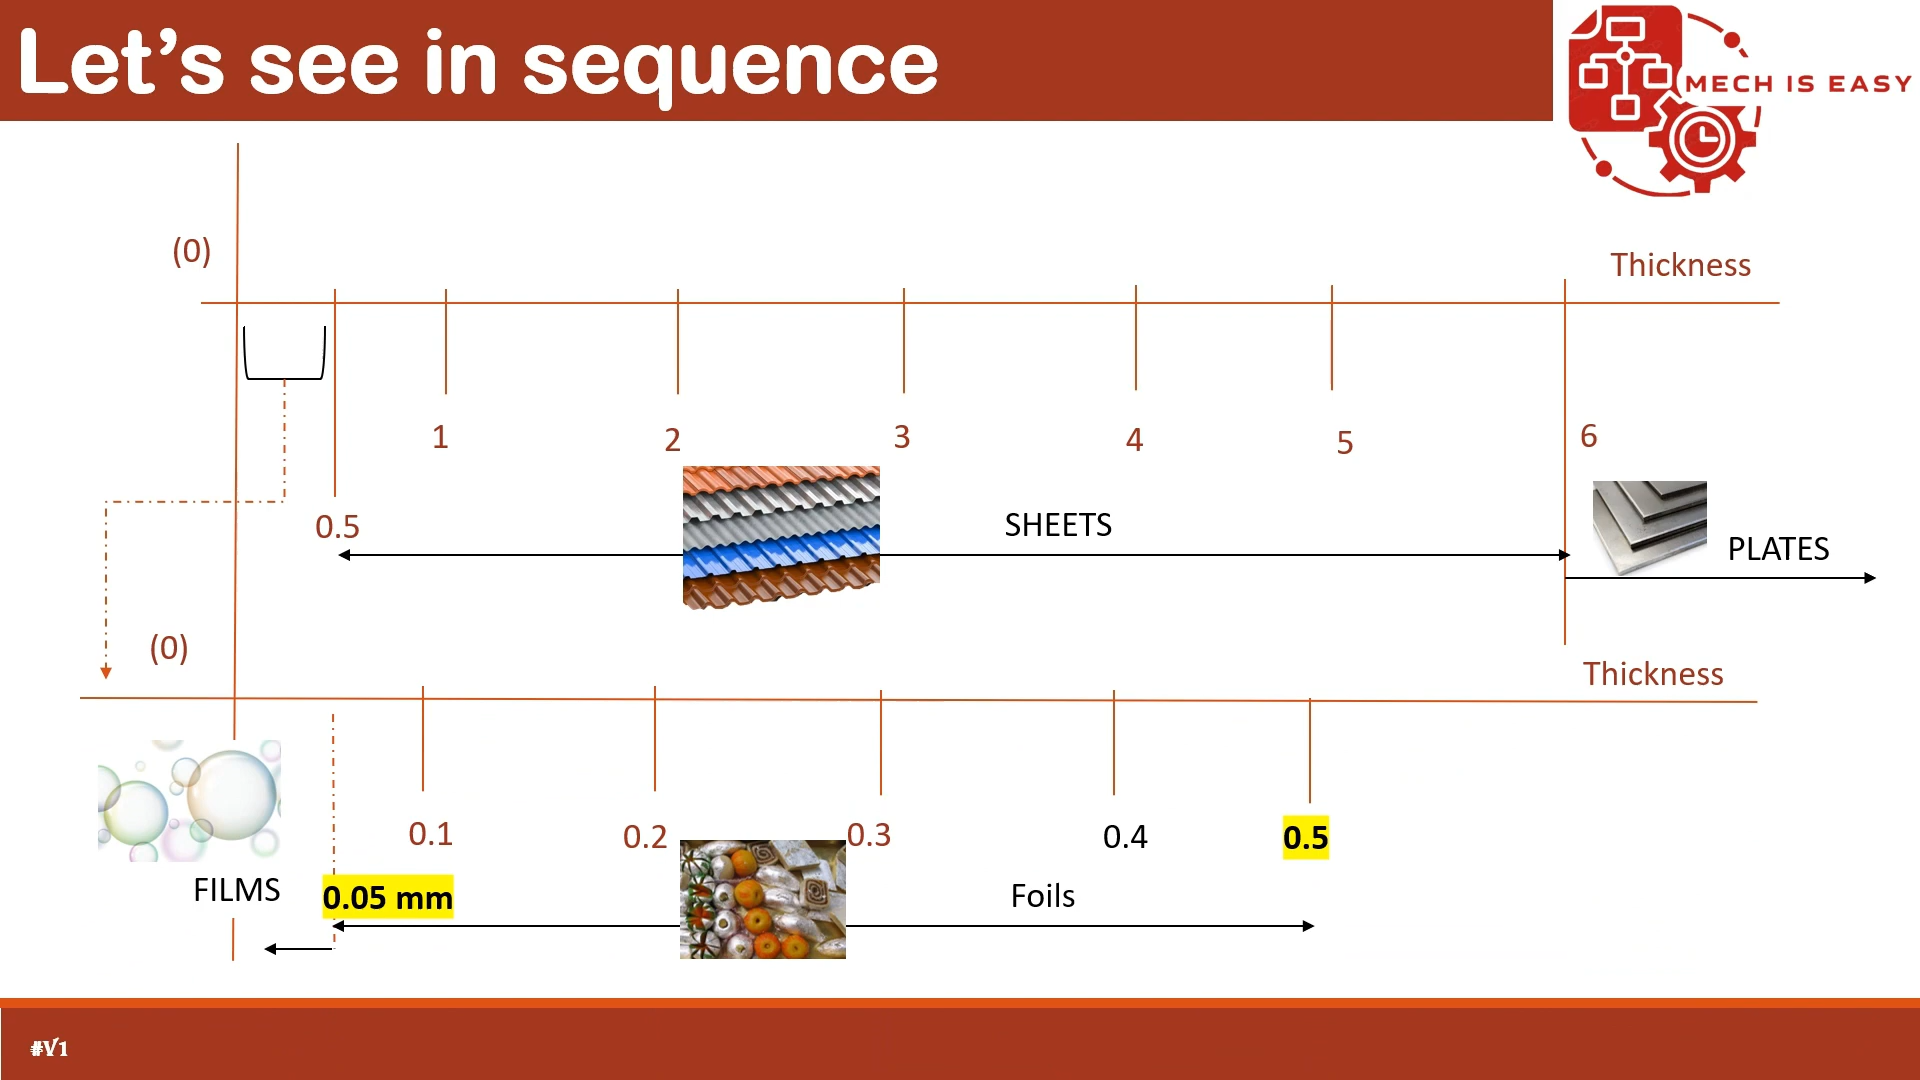 Let's see in sequence
MECH IS EASY
(0)
Thickness
1
2
3
4
5
6
0.5
SHEETS
PLATES
(0)
Thickness
0.1
0.2
0.3
0.4
0.5
FILMS
0.05 mm
Foils
#V1